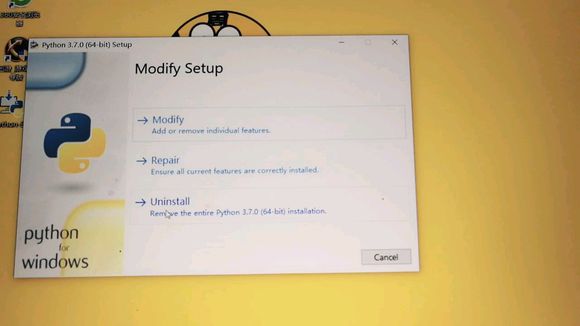 Python 3.7.0 (64-bit) Setup
Modify Setup
Modify
Add or remove individual features.
Repair
Ensure all current features are correctly installed.
Uninstall
Remove the entire Python 3.7.0 (64-bit) installation.
python
for
windows
Cancel